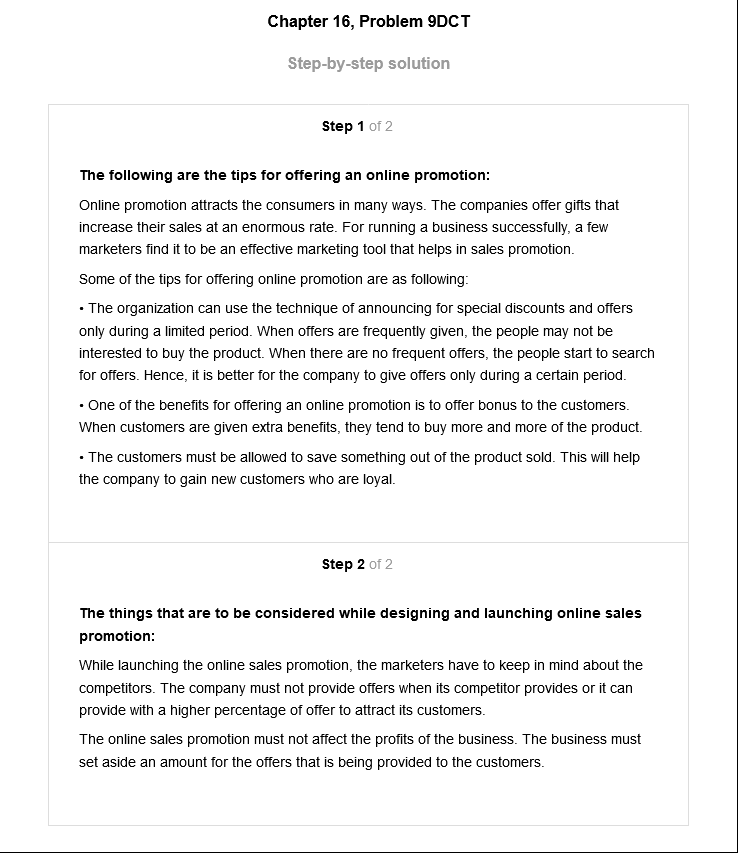 Chapter 16, Problem 9DCT
Step-by-step solution
Step 1 of 2
The following are the tips for offering an online promotion:
Online promotion attracts the consumers in many ways. The companies offer gifts that
increase their sales at an enormous rate. For running a business successfully, a few
marketers find it to be an effective marketing tool that helps in sales promotion.
Some of the tips for offering online promotion are as following:
• The organization can use the technique of announcing for special discounts and offers
only during a limited period. When offers are frequently given, the people may not be
interested to buy the product. When there are no frequent offers, the people start to search
for offers. Hence, it is better for the company to give offers only during a certain period.
• One of the benefits for offering an online promotion is to offer bonus to the customers.
When customers are given extra benefits, they tend to buy more and more of the product.
• The customers must be allowed to save something out of the product sold. This will help
the company to gain new customers who are loyal.
Step 2 of 2
The things that are to be considered while designing and launching online sales
promotion:
While launching the online sales promotion, the marketers have to keep in mind about the
competitors. The company must not provide offers when its competitor provides or it can
provide with a higher percentage of offer to attract its customers.
The online sales promotion must not affect the profits of the business. The business must
set aside an amount for the offers that is being provided to the customers.